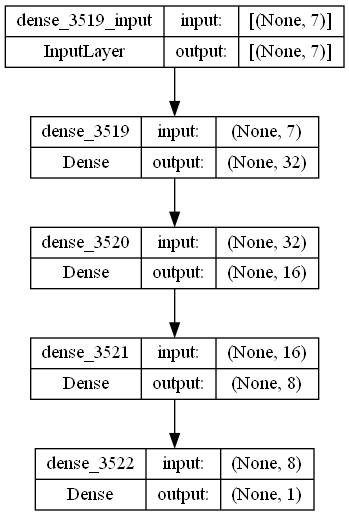 dense_3519_input input: [(None, 7)]
InputLayer output: [(None, 7)]
dense_3519 input: (None, 7)
Dense output: (None, 32)
dense_3520 input: (None, 32)
Dense output: (None, 16)
dense_3521 input: (None, 16)
Dense output: (None, 8)
dense_3522 input: (None, 8)
Dense output: (None, 1)